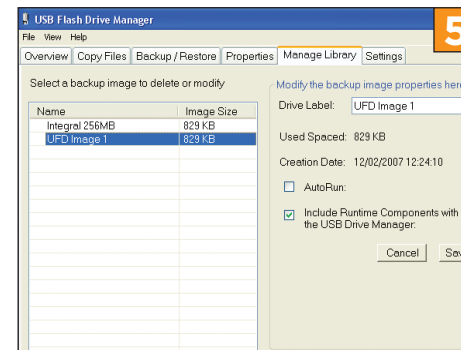 USB Flash Drive Manager
5
File View Help
Overview Copy Files Backup / Restore Properties Manage Library Settings
Select a backup image to delete or modify
Modify the backup image properties here
Name Image Size
Drive Label: UFD Image 1
Integral 256MB 829 KB
UFD Image 1 829 KB
Used Spaced: 829 KB
Creation Date: 12/02/2007 12:24:10
AutoRun:
Include Runtime Components with
the USB Drive Manager:
Cancel